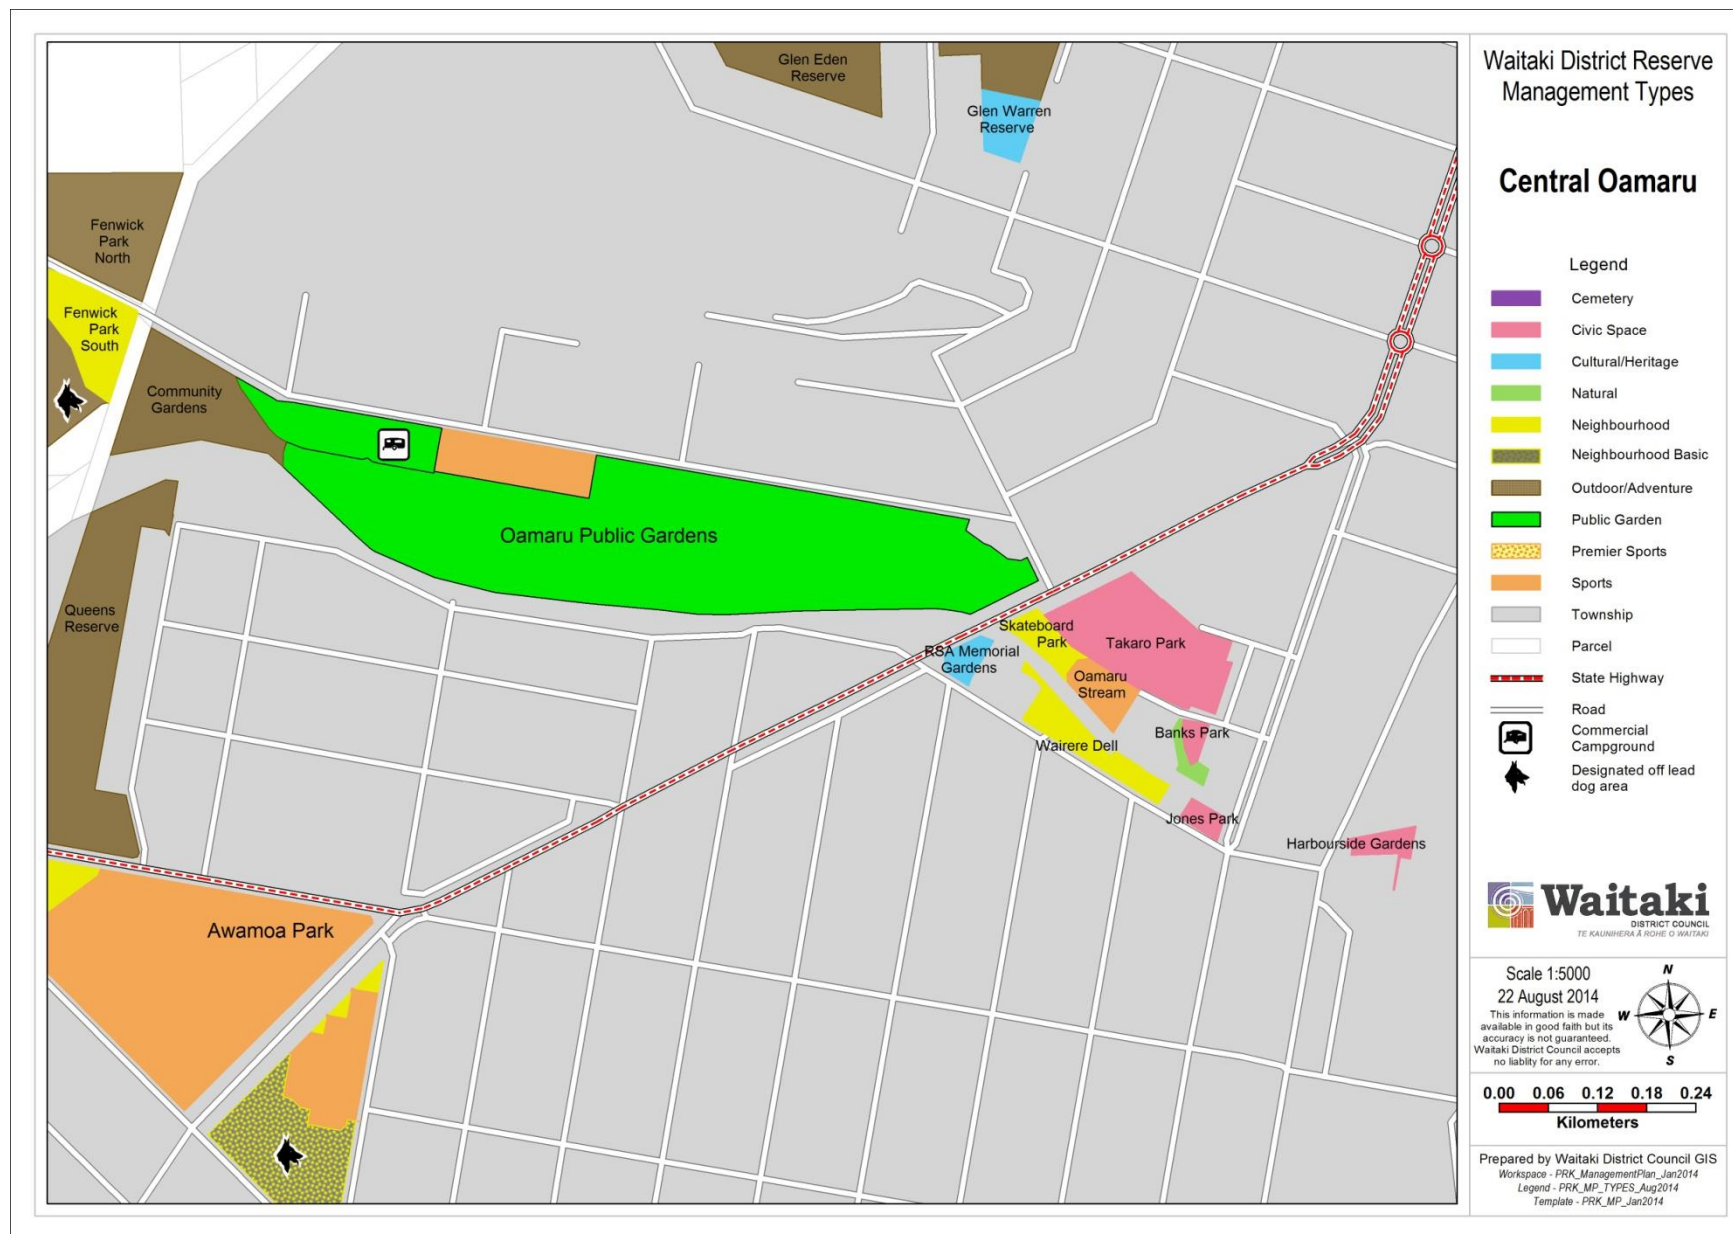 Glen Eden
Reserve
Glen Warren
Reserve
Fenwick
Park
North
Fenwick
Park
South
Community
Gardens
Oamaru Public Gardens
Queens
Reserve
Skateboard
Park
Takaro Park
RSA Memorial
Gardens
Oamaru
Stream
Banks Park
Wairere Dell
Jones Park
Harbourside Gardens
Awamoa Park
Waitaki District Reserve
Management Types
Central Oamaru
Legend
Cemetery
Civic Space
Cultural/Heritage
Natural
Neighbourhood
Neighbourhood Basic
Outdoor/Adventure
Public Garden
Premier Sports
Sports
Township
Parcel
State Highway
Road
Commercial
Campground
Designated off lead
dog area
Waitaki
DISTRICT COUNCIL
TE KAUNIHERA Ā ROHE O WAITAKI
Scale 1:5000
22 August 2014
This information is made
available in good faith but its
accuracy is not guaranteed.
Waitaki District Council accepts
no liablity for any error.
N
W E
S
0.00 0.06 0.12 0.18 0.24
Kilometers
Prepared by Waitaki District Council GIS
Workspace - PRK_ManagementPlan_Jan2014
Legend - PRK_MP_TYPES_Aug2014
Template - PRK_MP_Jan2014